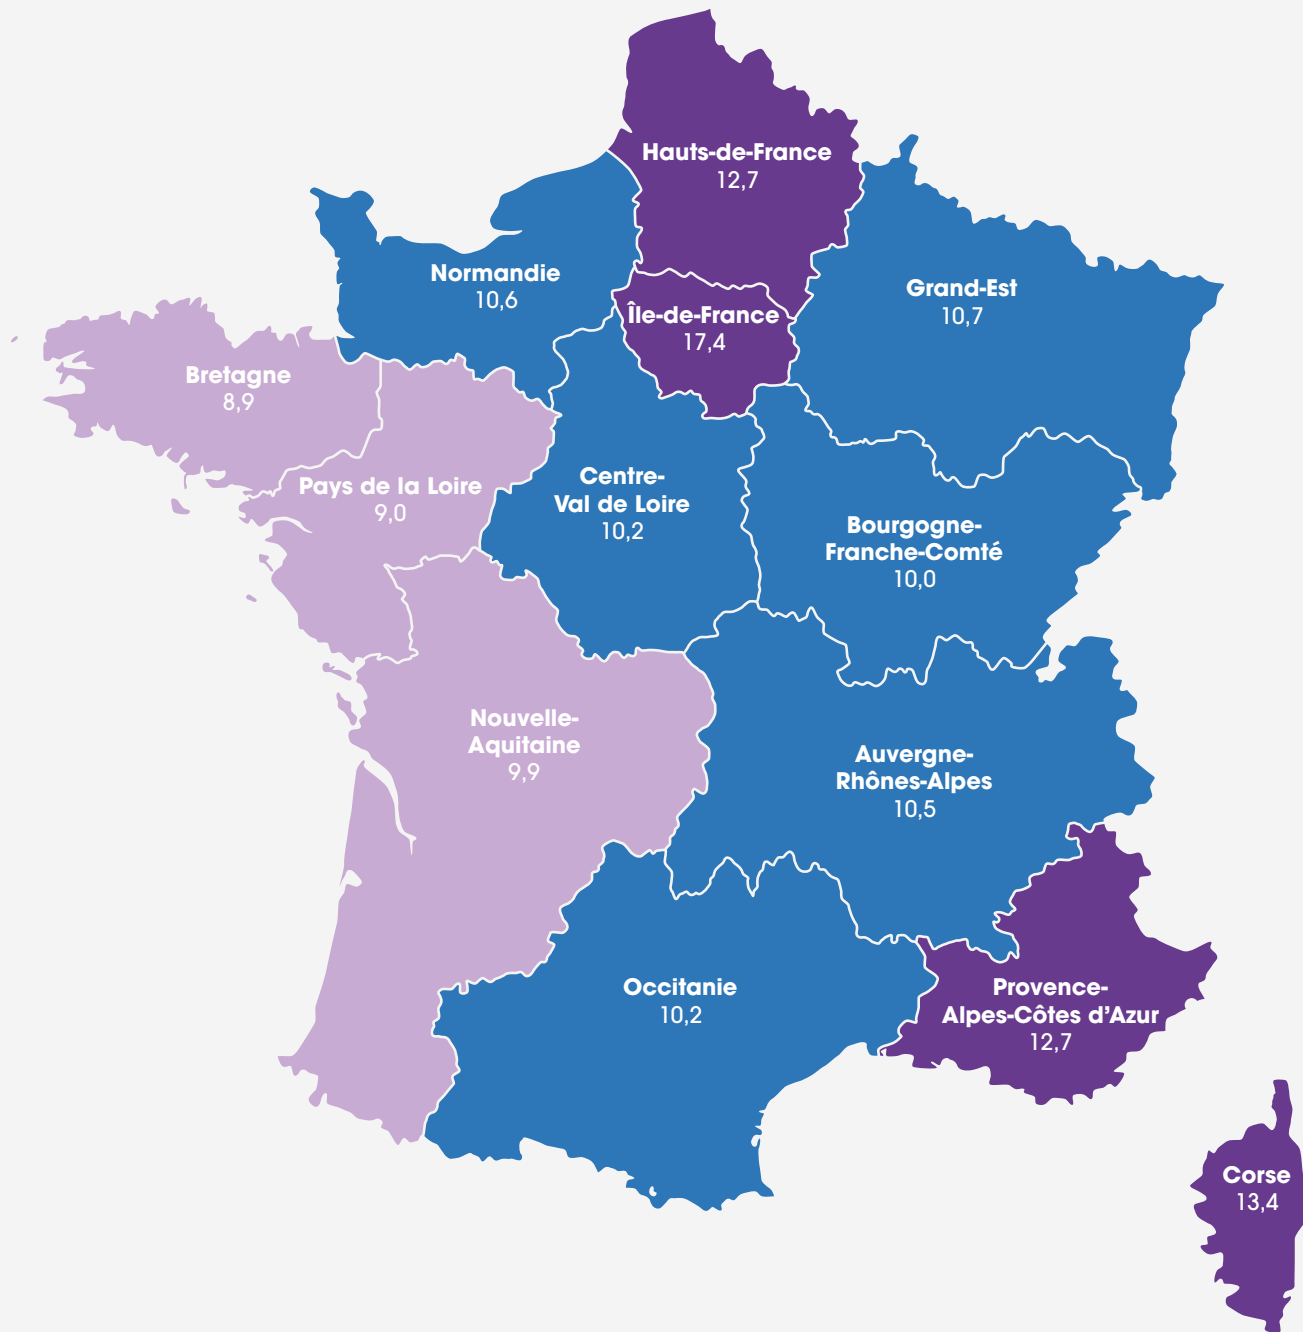 Hauts-de-France
12,7
Normandie
10,6
Grand-Est
10,7
Île-de-France
17,4
Bretagne
8,9
Pays de la Loire
9,0
Centre-
Val de Loire
10,2
Bourgogne-
Franche-Comté
10,0
Nouvelle-
Aquitaine
9,9
Auvergne-
Rhônes-Alpes
10,5
Occitanie
10,2
Provence-
Alpes-Côtes d’Azur
12,7
Corse
13,4